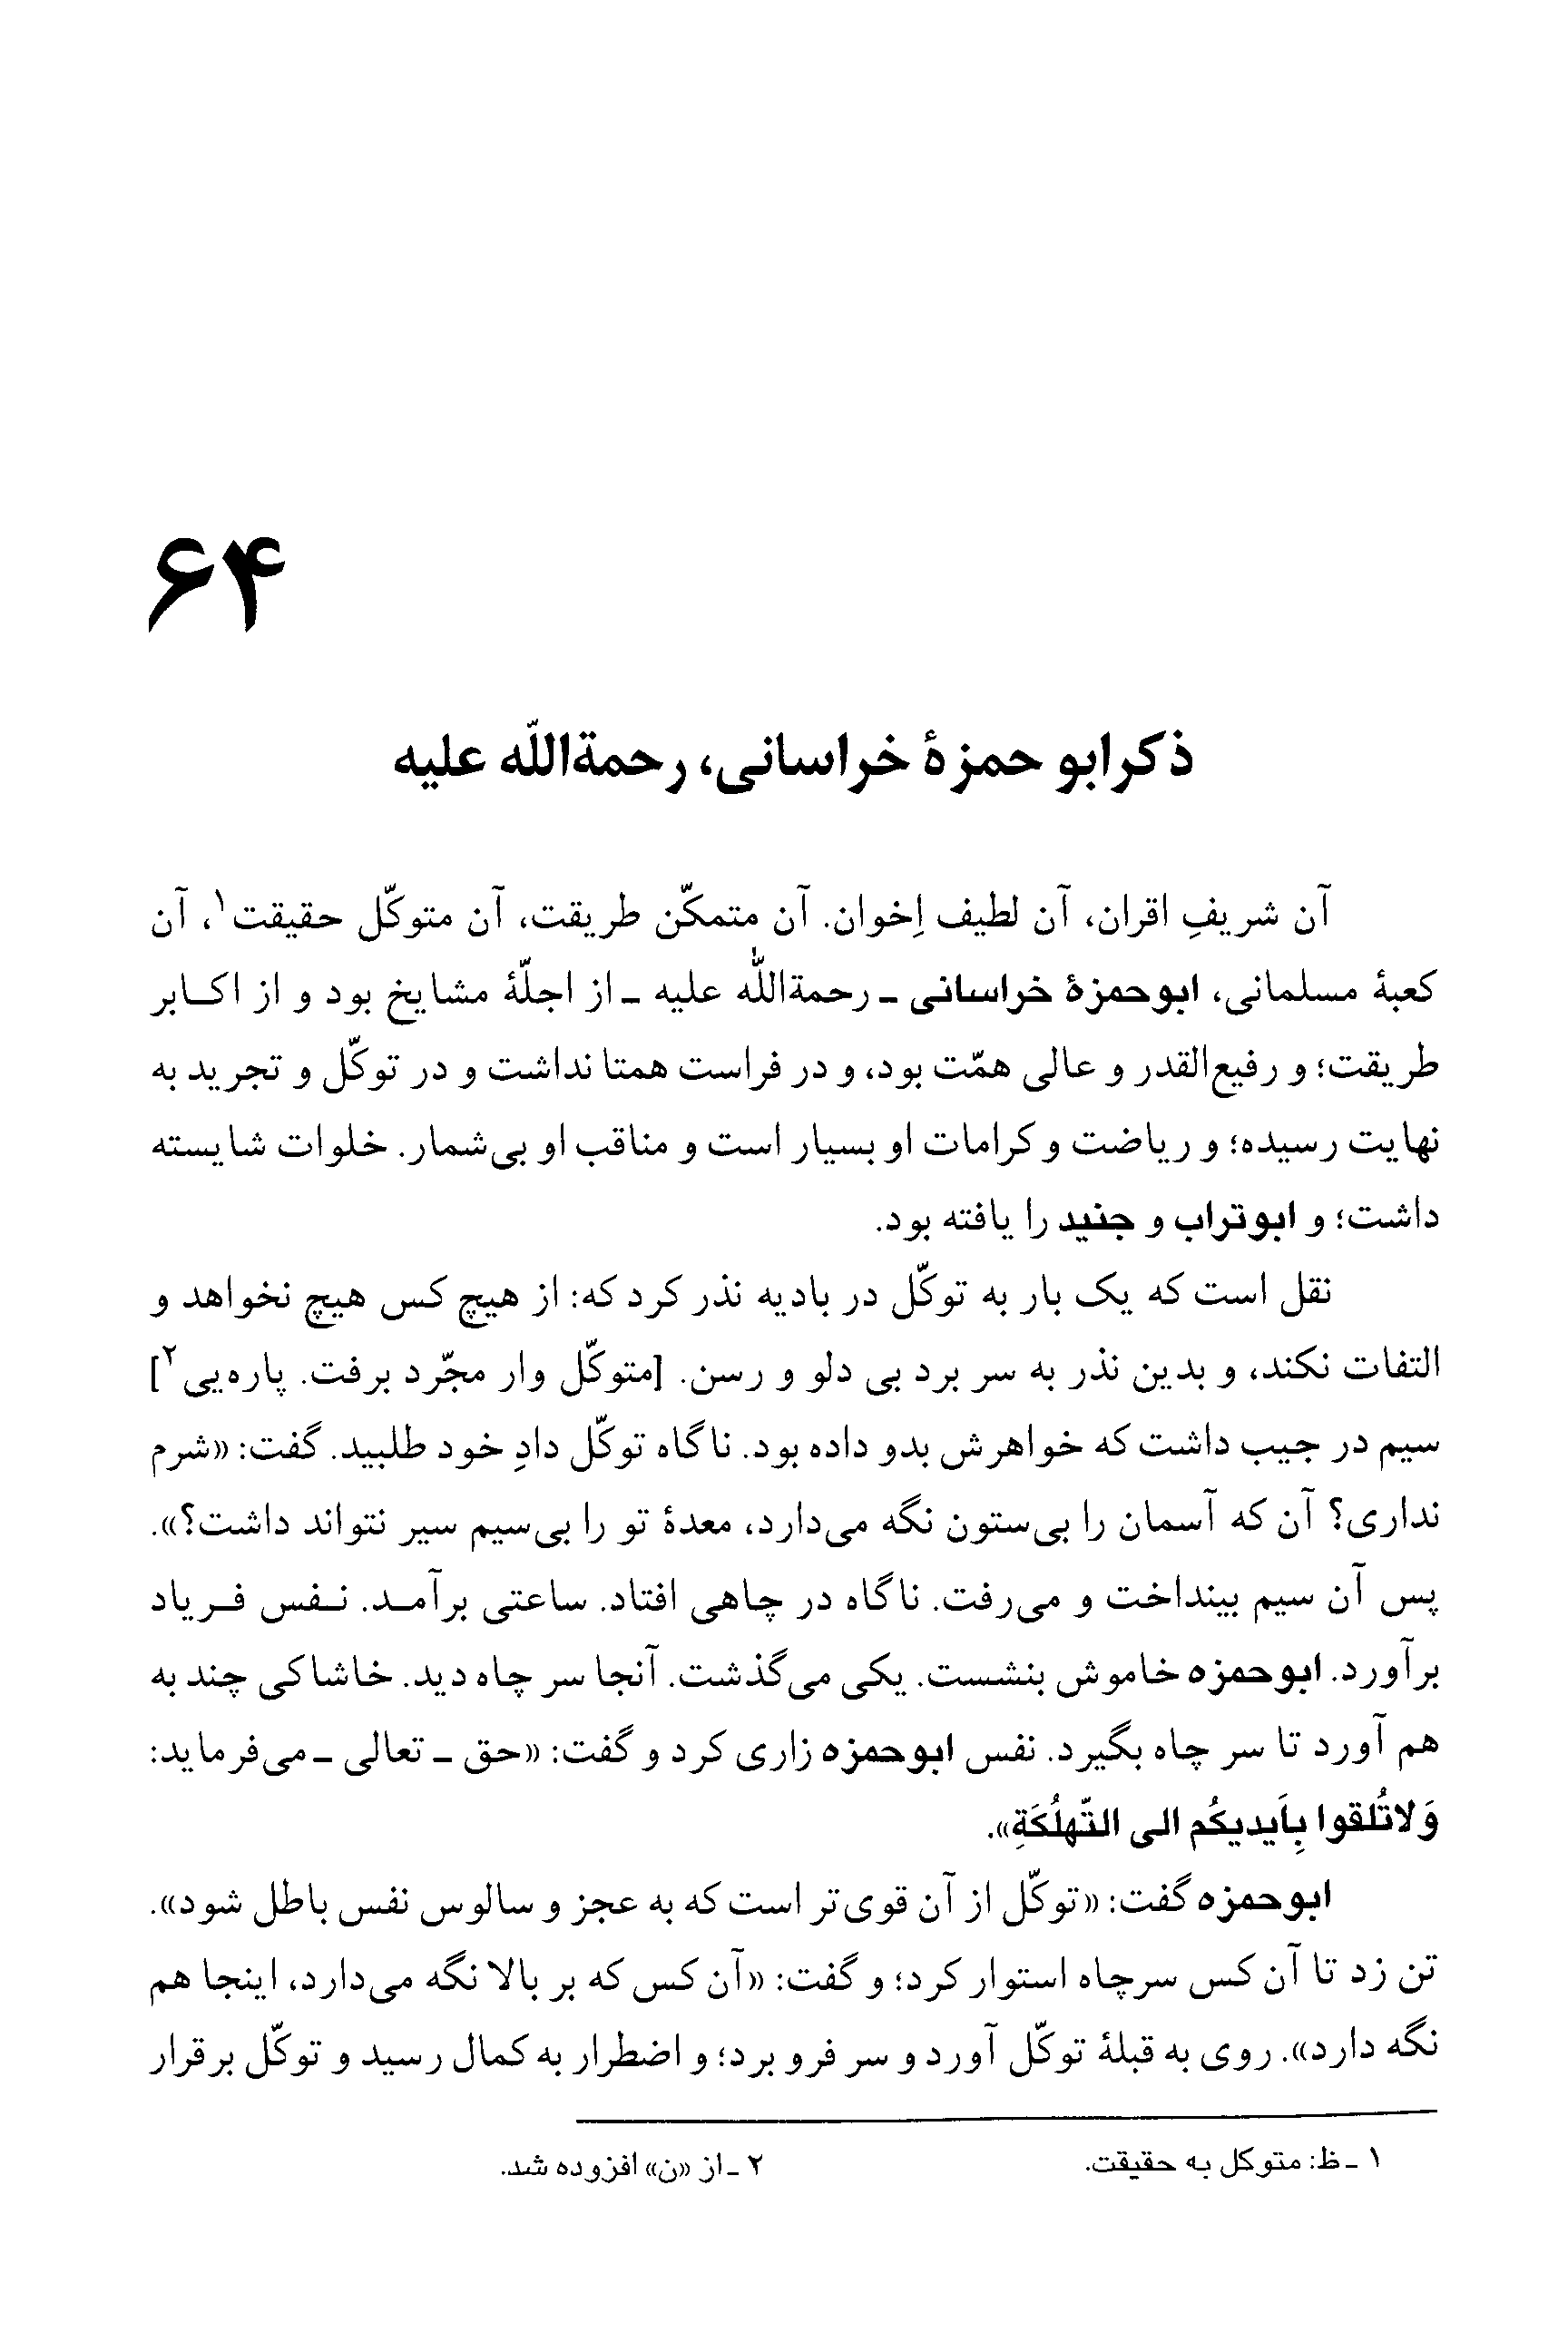 ۶۴
ذکر ابو حمزهٔ خراسانی، رحمةاللّه علیه
آن شریفِ اقران، آن لطیف اِخوان. آن متمکّن طریقت، آن متوکّل حقیقت۱، آن
کعبهٔ مسلمانی، ابوحمزهٔ خراسانی ـ رحمةاللّٰه علیه ـ از اجلّهٔ مشایخ بود و از اکـابر
طریقت؛ و رفیع‌القدر و عالی همّت بود، و در فراست همتا نداشت و در توکّل و تجرید به
نهایت رسیده؛ و ریاضت و کرامات او بسیار است و مناقب او بی‌شمار. خلوات شایسته
داشت؛ و ابوتراب و جنید را یافته بود.
نقل است که یک بار به توکّل در بادیه نذر کرد که: از هیچ کس هیچ نخواهد و
التفات نکند، و بدین نذر به سر برد بی دلو و رسن. [متوکّل وار مجّرد برفت. پاره‌یی۲]
سیم در جیب داشت که خواهرش بدو داده بود. ناگاه توکّل دادِ خود طلبید. گفت: «شرم
نداری؟ آن که آسمان را بی‌ستون نگه می‌دارد، معدهٔ تو را بی‌سیم سیر نتواند داشت؟».
پس آن سیم بینداخت و می‌رفت. ناگاه در چاهی افتاد. ساعتی برآمـد. نـفس فـریاد
برآورد. ابوحمزه خاموش بنشست. یکی می‌گذشت. آنجا سر چاه دید. خاشاکی چند به
هم آورد تا سر چاه بگیرد. نفس ابوحمزه زاری کرد و گفت: «حق ـ تعالی ـ می‌فرماید:
وَلاتُلقوا بِاَیدیکُم الی التّهلُکَةِ».
ابوحمزه گفت: «توکّل از آن قوی‌تر است که به عجز و سالوس نفس باطل شود».
تن زد تا آن کس سرچاه استوار کرد؛ و گفت: «آن کس که بر بالا نگه می‌دارد، اینجا هم
نگه دارد». روی به قبلهٔ توکّل آورد و سر فرو برد؛ و اضطرار به کمال رسید و توکّل برقرار
۱ ـ ظ: متوکل به حقیقت.
۲ ـ از «ن» افزوده شد.